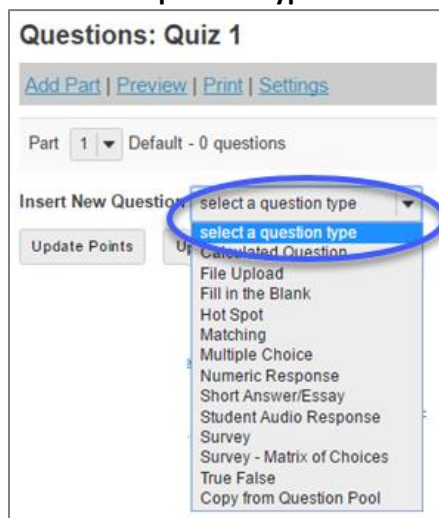 Questions: Quiz 1
Add Part | Preview | Print | Settings
Part 1 Default - 0 questions
Insert New Question select a question type
Update Points
select a question type
Calculated Question
File Upload
Fill in the Blank
Hot Spot
Matching
Multiple Choice
Numeric Response
Short Answer/Essay
Student Audio Response
Survey
Survey - Matrix of Choices
True False
Copy from Question Pool